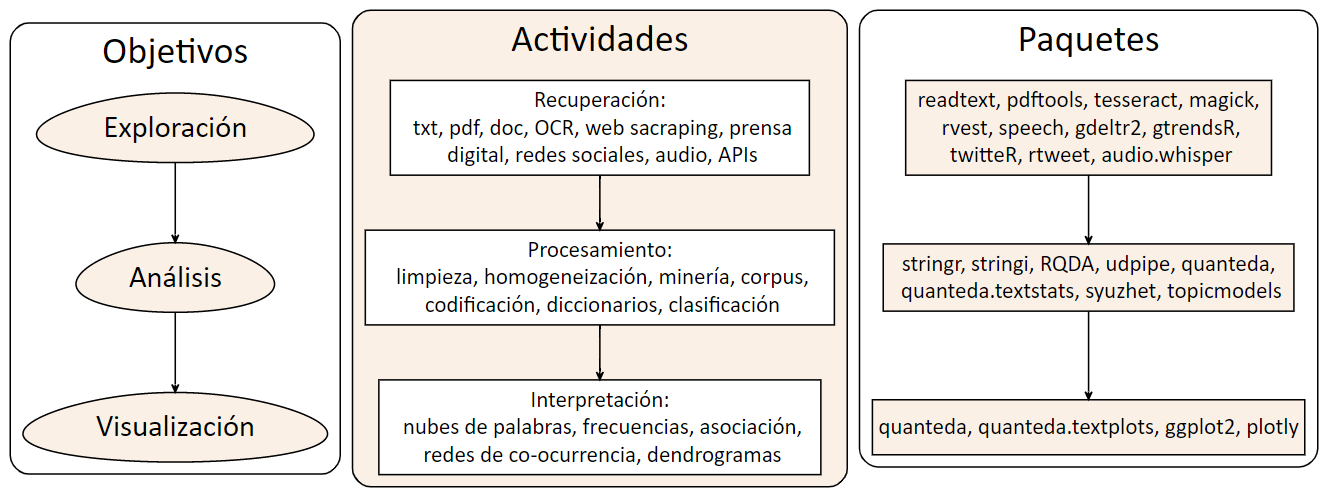 Objetivos
Exploración
Análisis
Visualización
Actividades
Recuperación:
txt, pdf, doc, OCR, web sacraping, prensa
digital, redes sociales, audio, APIs
Procesamiento:
limpieza, homogeneización, minería, corpus,
codificación, diccionarios, clasificación
Interpretación:
nubes de palabras, frecuencias, asociación,
redes de co-ocurrencia, dendrogramas
Paquetes
readtext, pdftools, tesseract, magick,
rvest, speech, gdeltr2, gtrendsR,
twitteR, rtweet, audio.whisper
stringr, stringi, RQDA, udpipe, quanteda,
quanteda.textstats, syuzhet, topicmodels
quanteda, quanteda.textplots, ggplot2, plotly